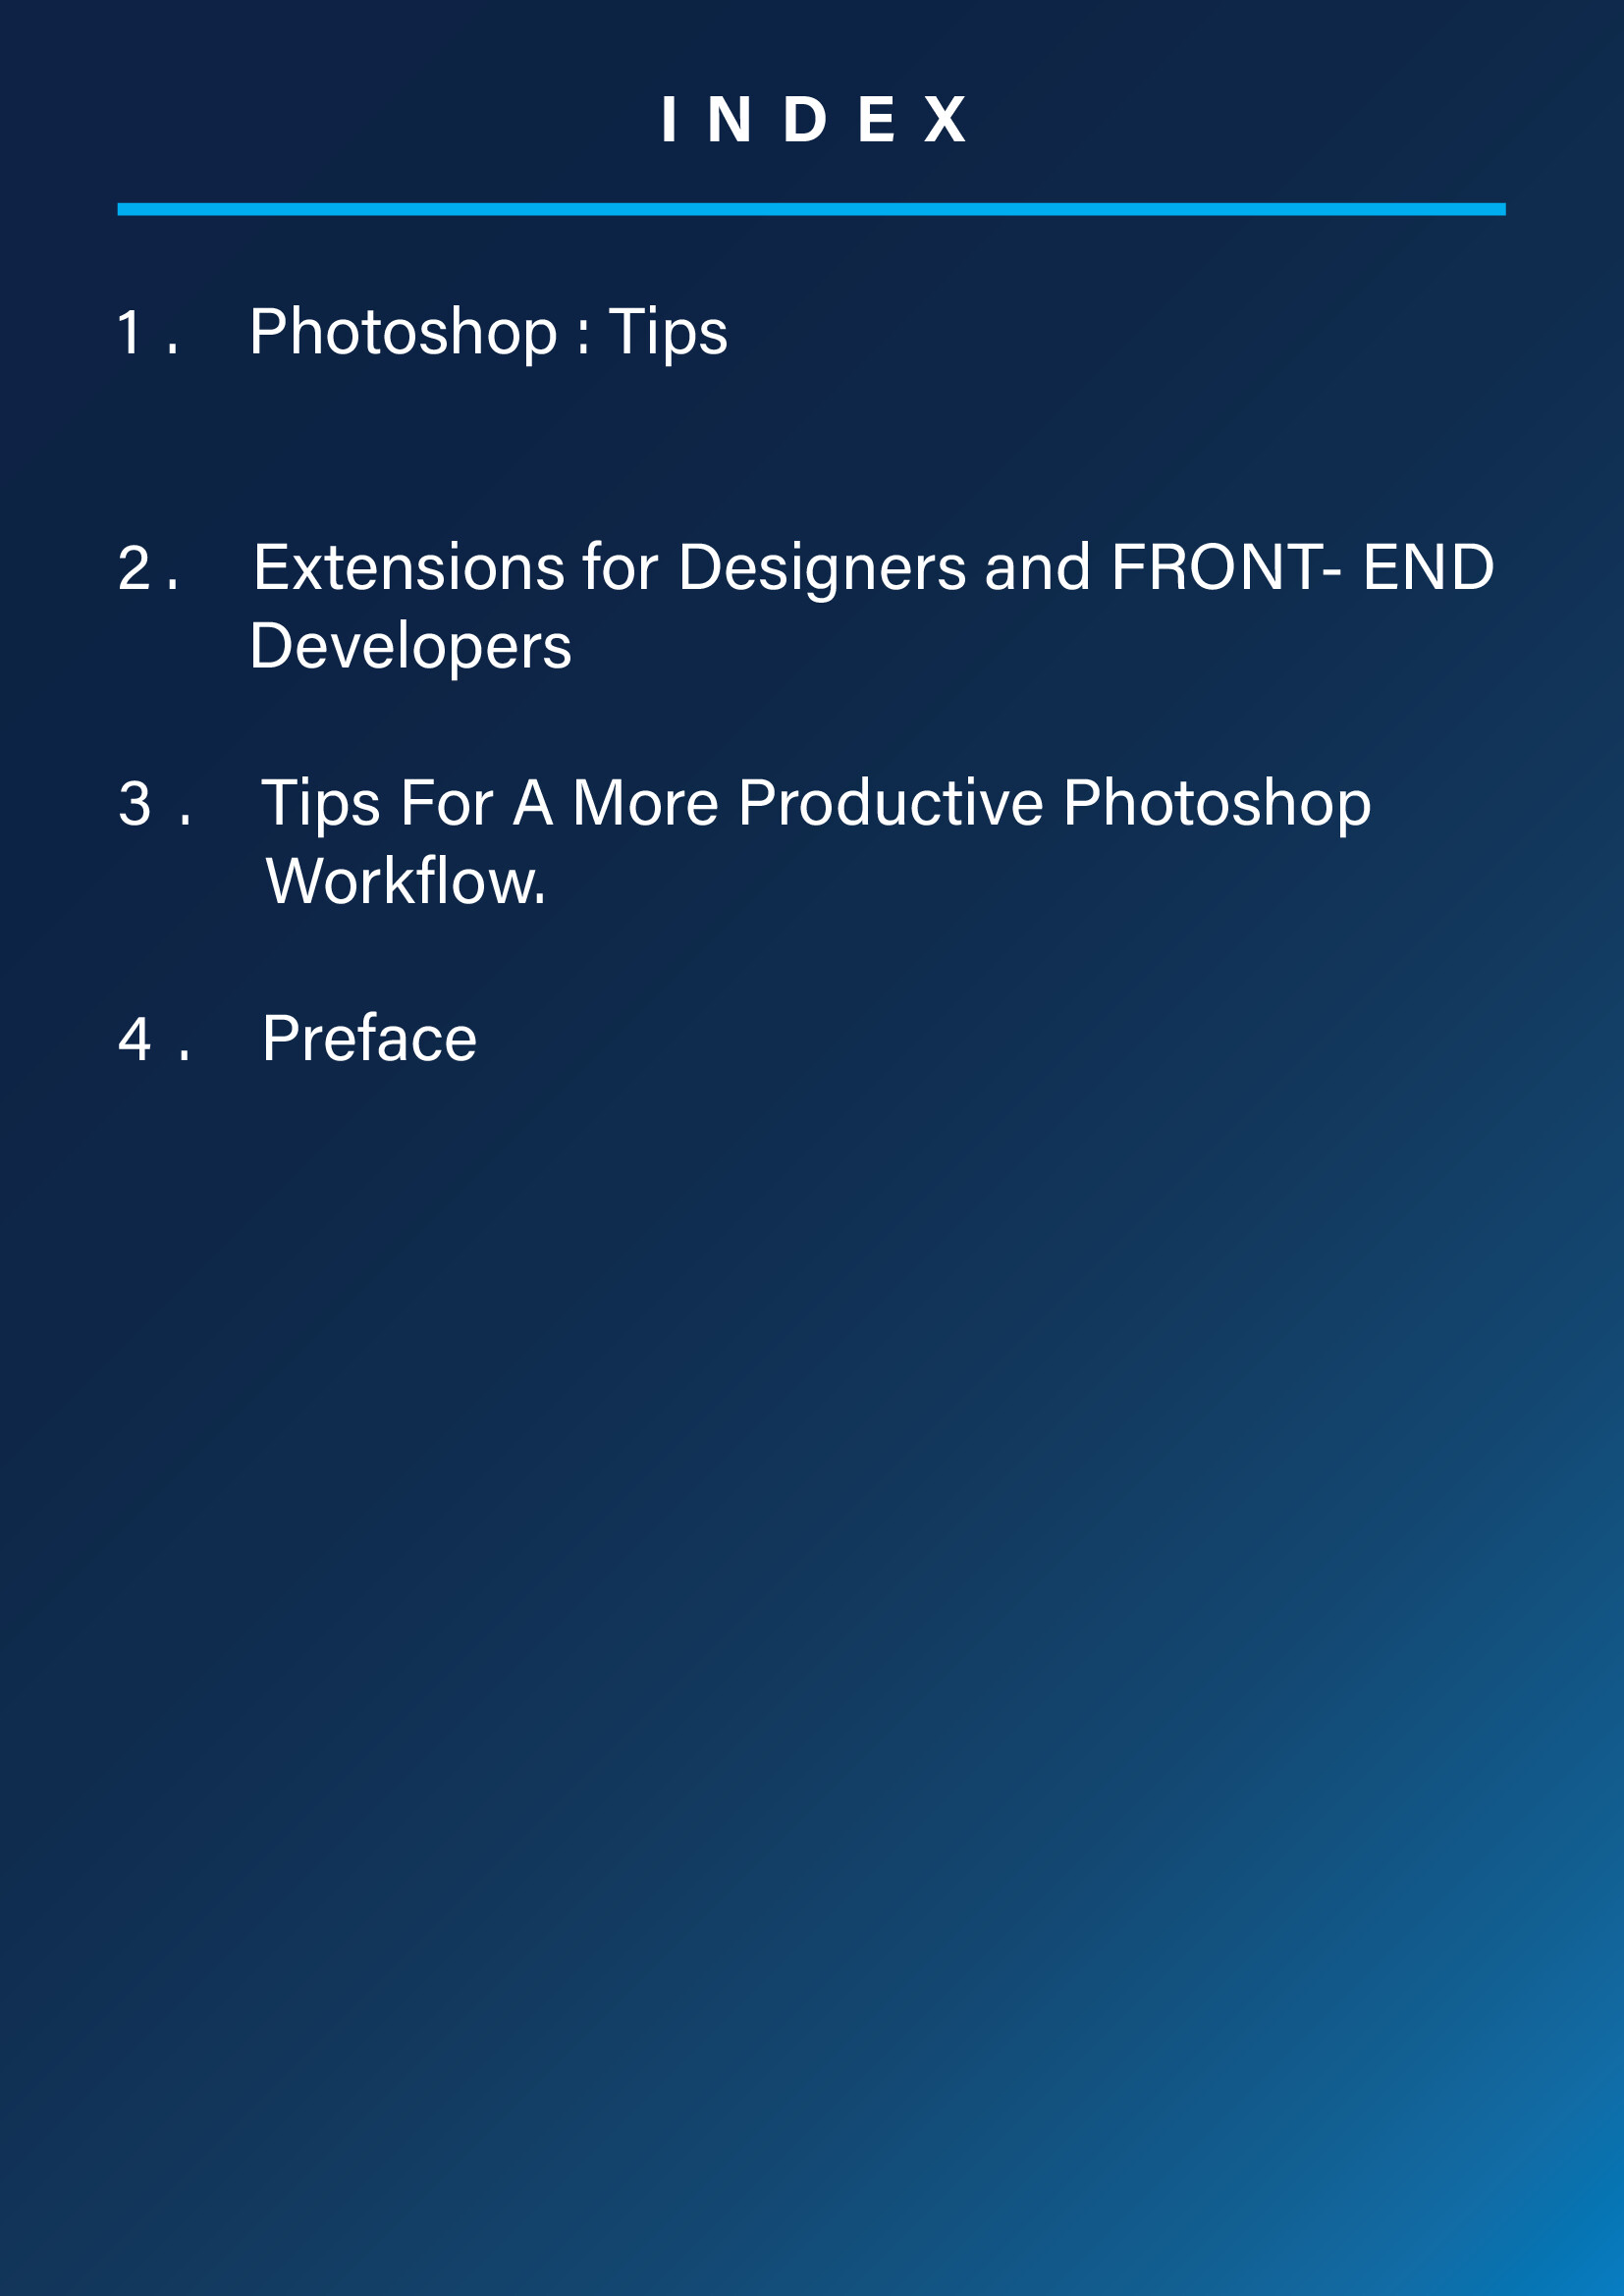 INDEX
1 . Photoshop : Tips
2 . Extensions for Designers and FRONT- END
Developers
3 . Tips For A More Productive Photoshop
Workflow.
4 . Preface